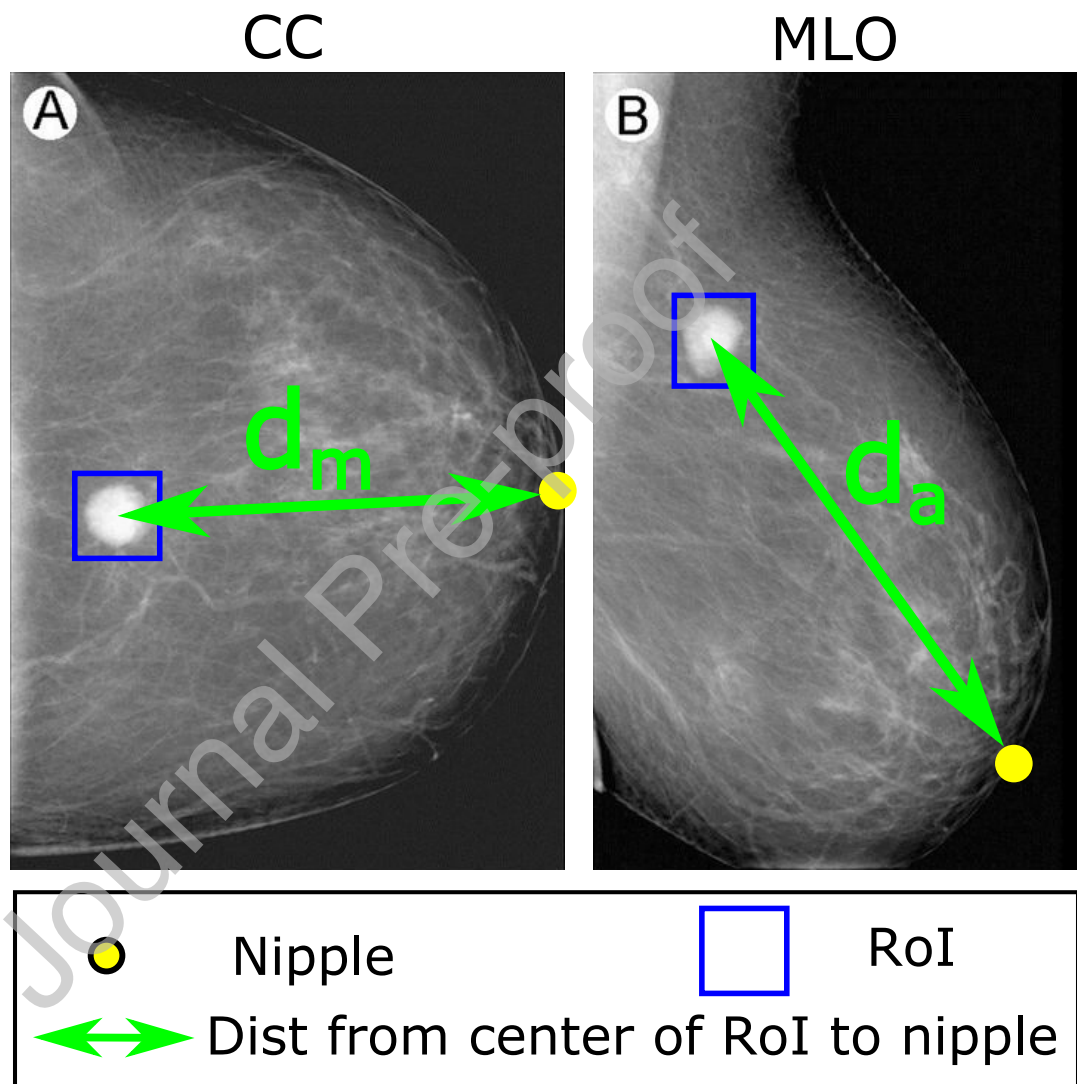 CC
MLO
A
B
dm
da
Journal Pre-proof
Nipple
RoI
Dist from center of RoI to nipple